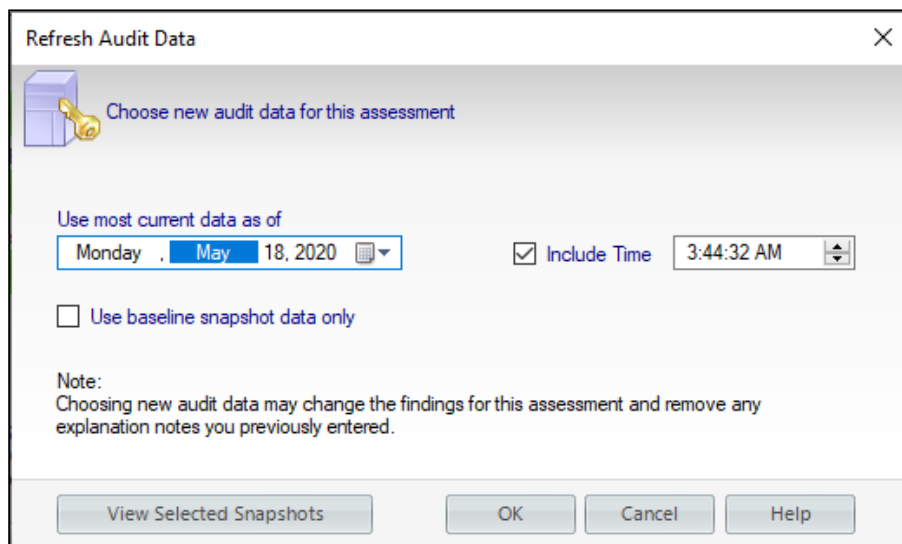 Refresh Audit Data
Choose new audit data for this assessment
Use most current data as of
Monday , May 18, 2020
Include Time 3:44:32 AM
Use baseline snapshot data only
Note:
Choosing new audit data may change the findings for this assessment and remove any
explanation notes you previously entered.
View Selected Snapshots OK Cancel Help